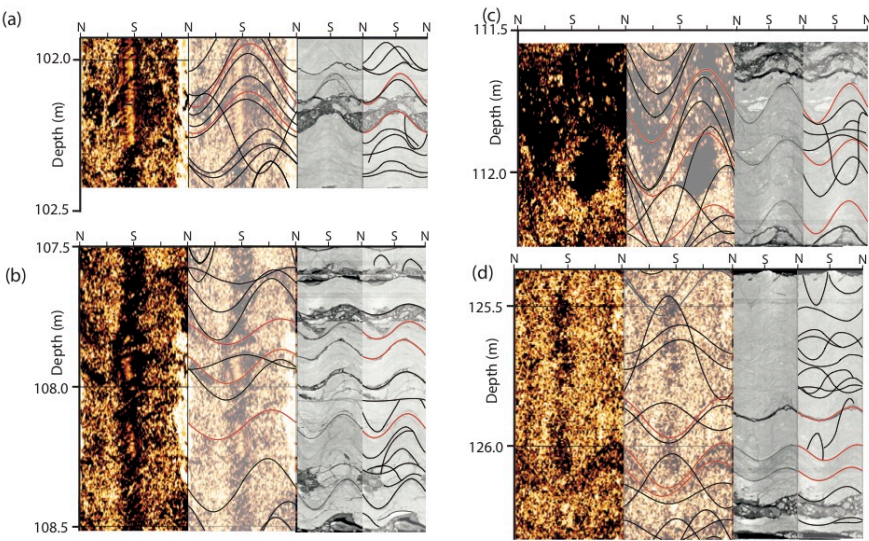 (a)
N S N S N S N S N
102.0
Depth (m)
102.5
N S N S N S N S N
107.5
(b)
Depth (m)
108.0
108.5
(c)
N S N S N S N S N
111.5
Depth (m)
112.0
(d)
N S N S N S N S N
125.5
Depth (m)
126.0